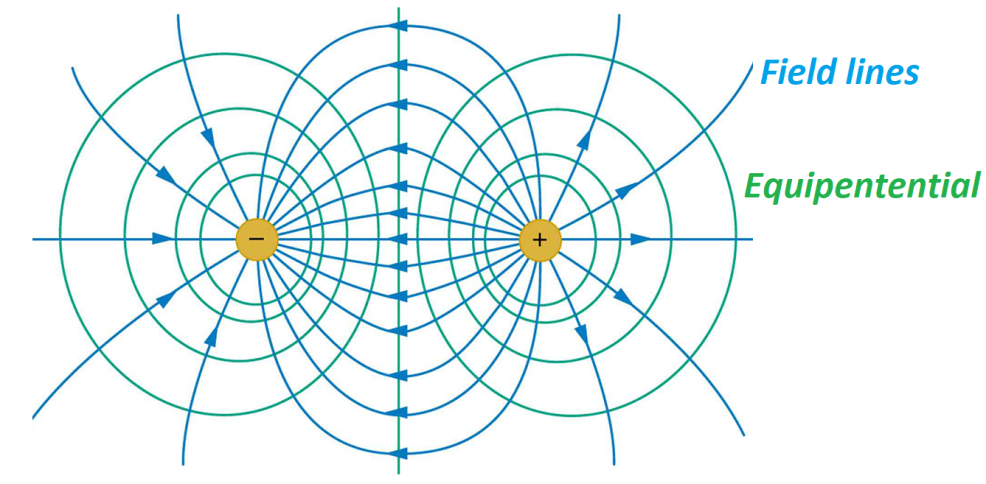 Field lines
Equipentential
−
+